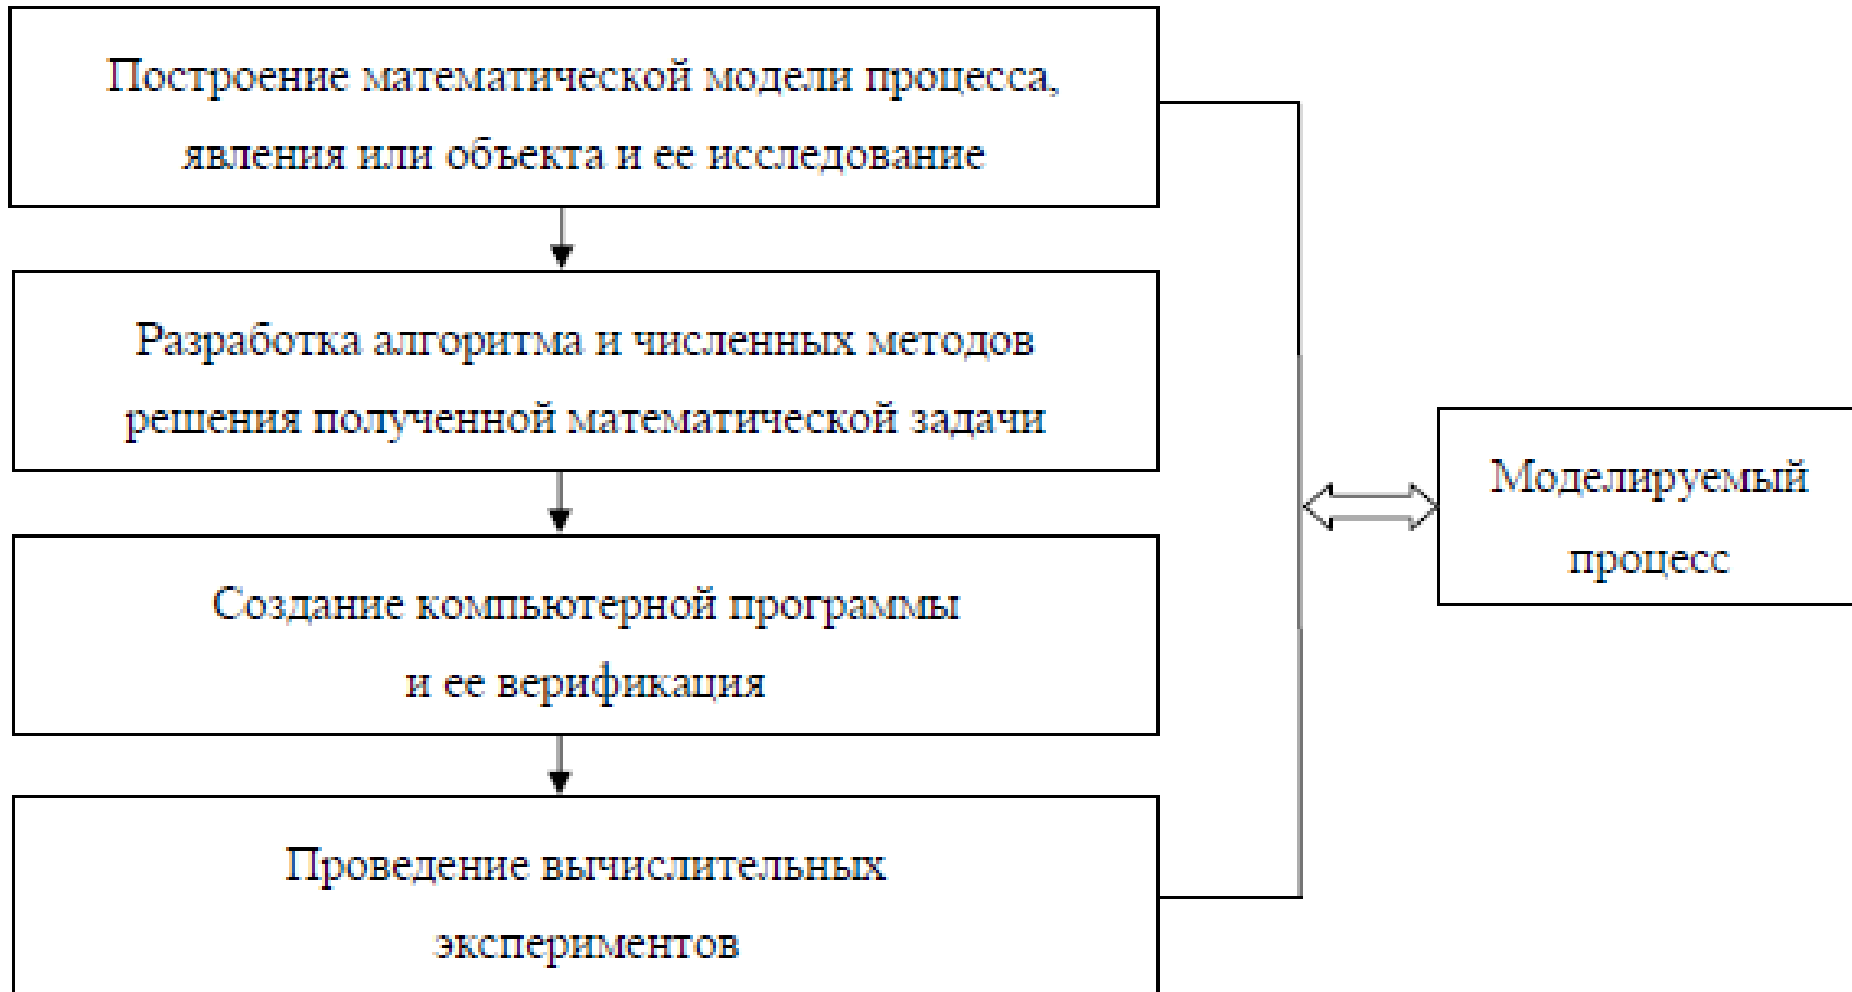 Построение математической модели процесса,
явления или объекта и ее исследование
Разработка алгоритма и численных методов
решения полученной математической задачи
Создание компьютерной программы
и ее верификация
Проведение вычислительных
экспериментов
Моделируемый
процесс